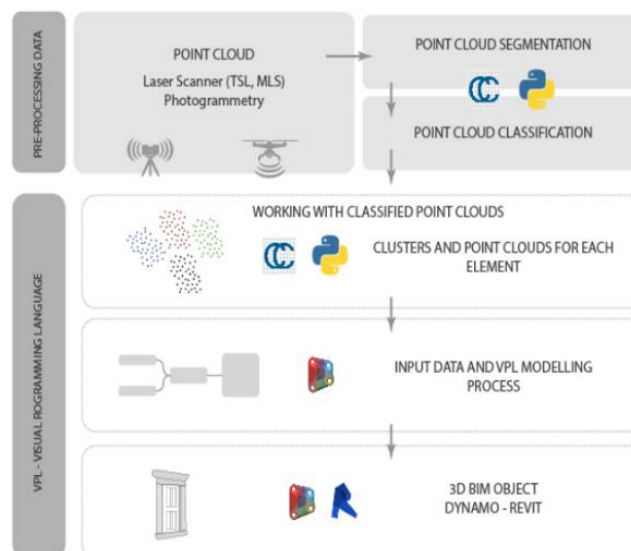 PRE-PROCESSING DATA
POINT CLOUD
Laser Scanner (TSL, MLS)
Photogrammetry
POINT CLOUD SEGMENTATION
CC
POINT CLOUD CLASSIFICATION
VPL - VISUAL ROGRAMMING LANGUAGE
WORKING WITH CLASSIFIED POINT CLOUDS
CC
CLUSTERS AND POINT CLOUDS FOR EACH
ELEMENT
INPUT DATA AND VPL MODELLING
PROCESS
R
3D BIM OBJECT
DYNAMO - REVIT